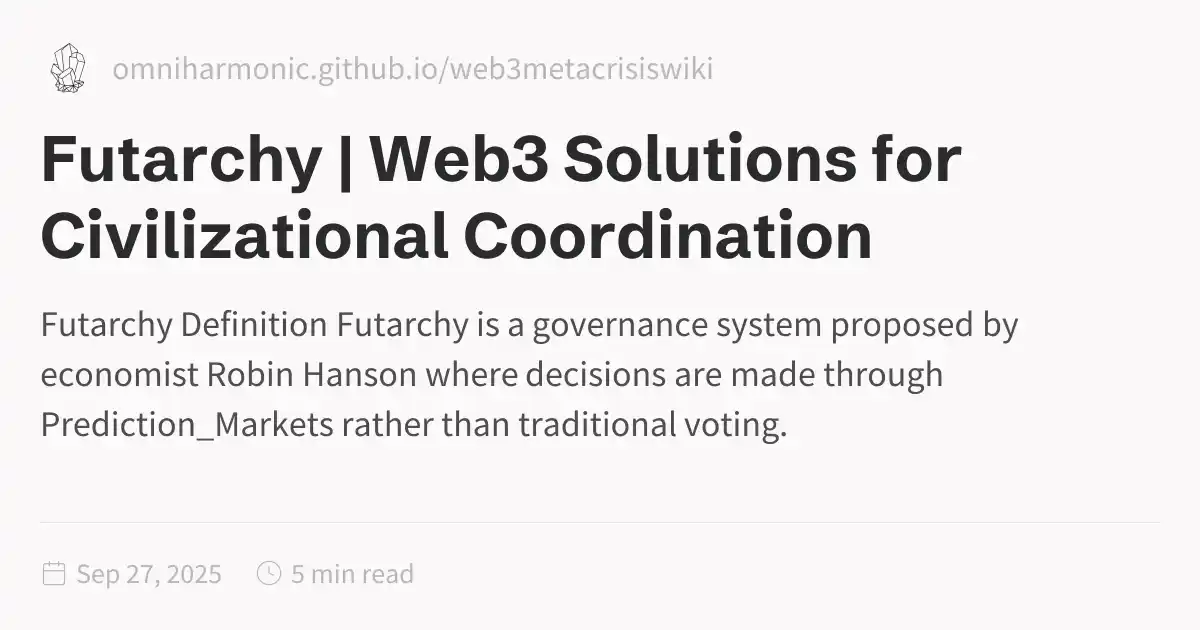 omniharmonic.github.io/web3metacrisiswiki
Futarchy | Web3 Solutions for
Civilizational Coordination
Futarchy Definition Futarchy is a governance system proposed by
economist Robin Hanson where decisions are made through
Prediction_Markets rather than traditional voting.
Sep 27, 2025 5 min read